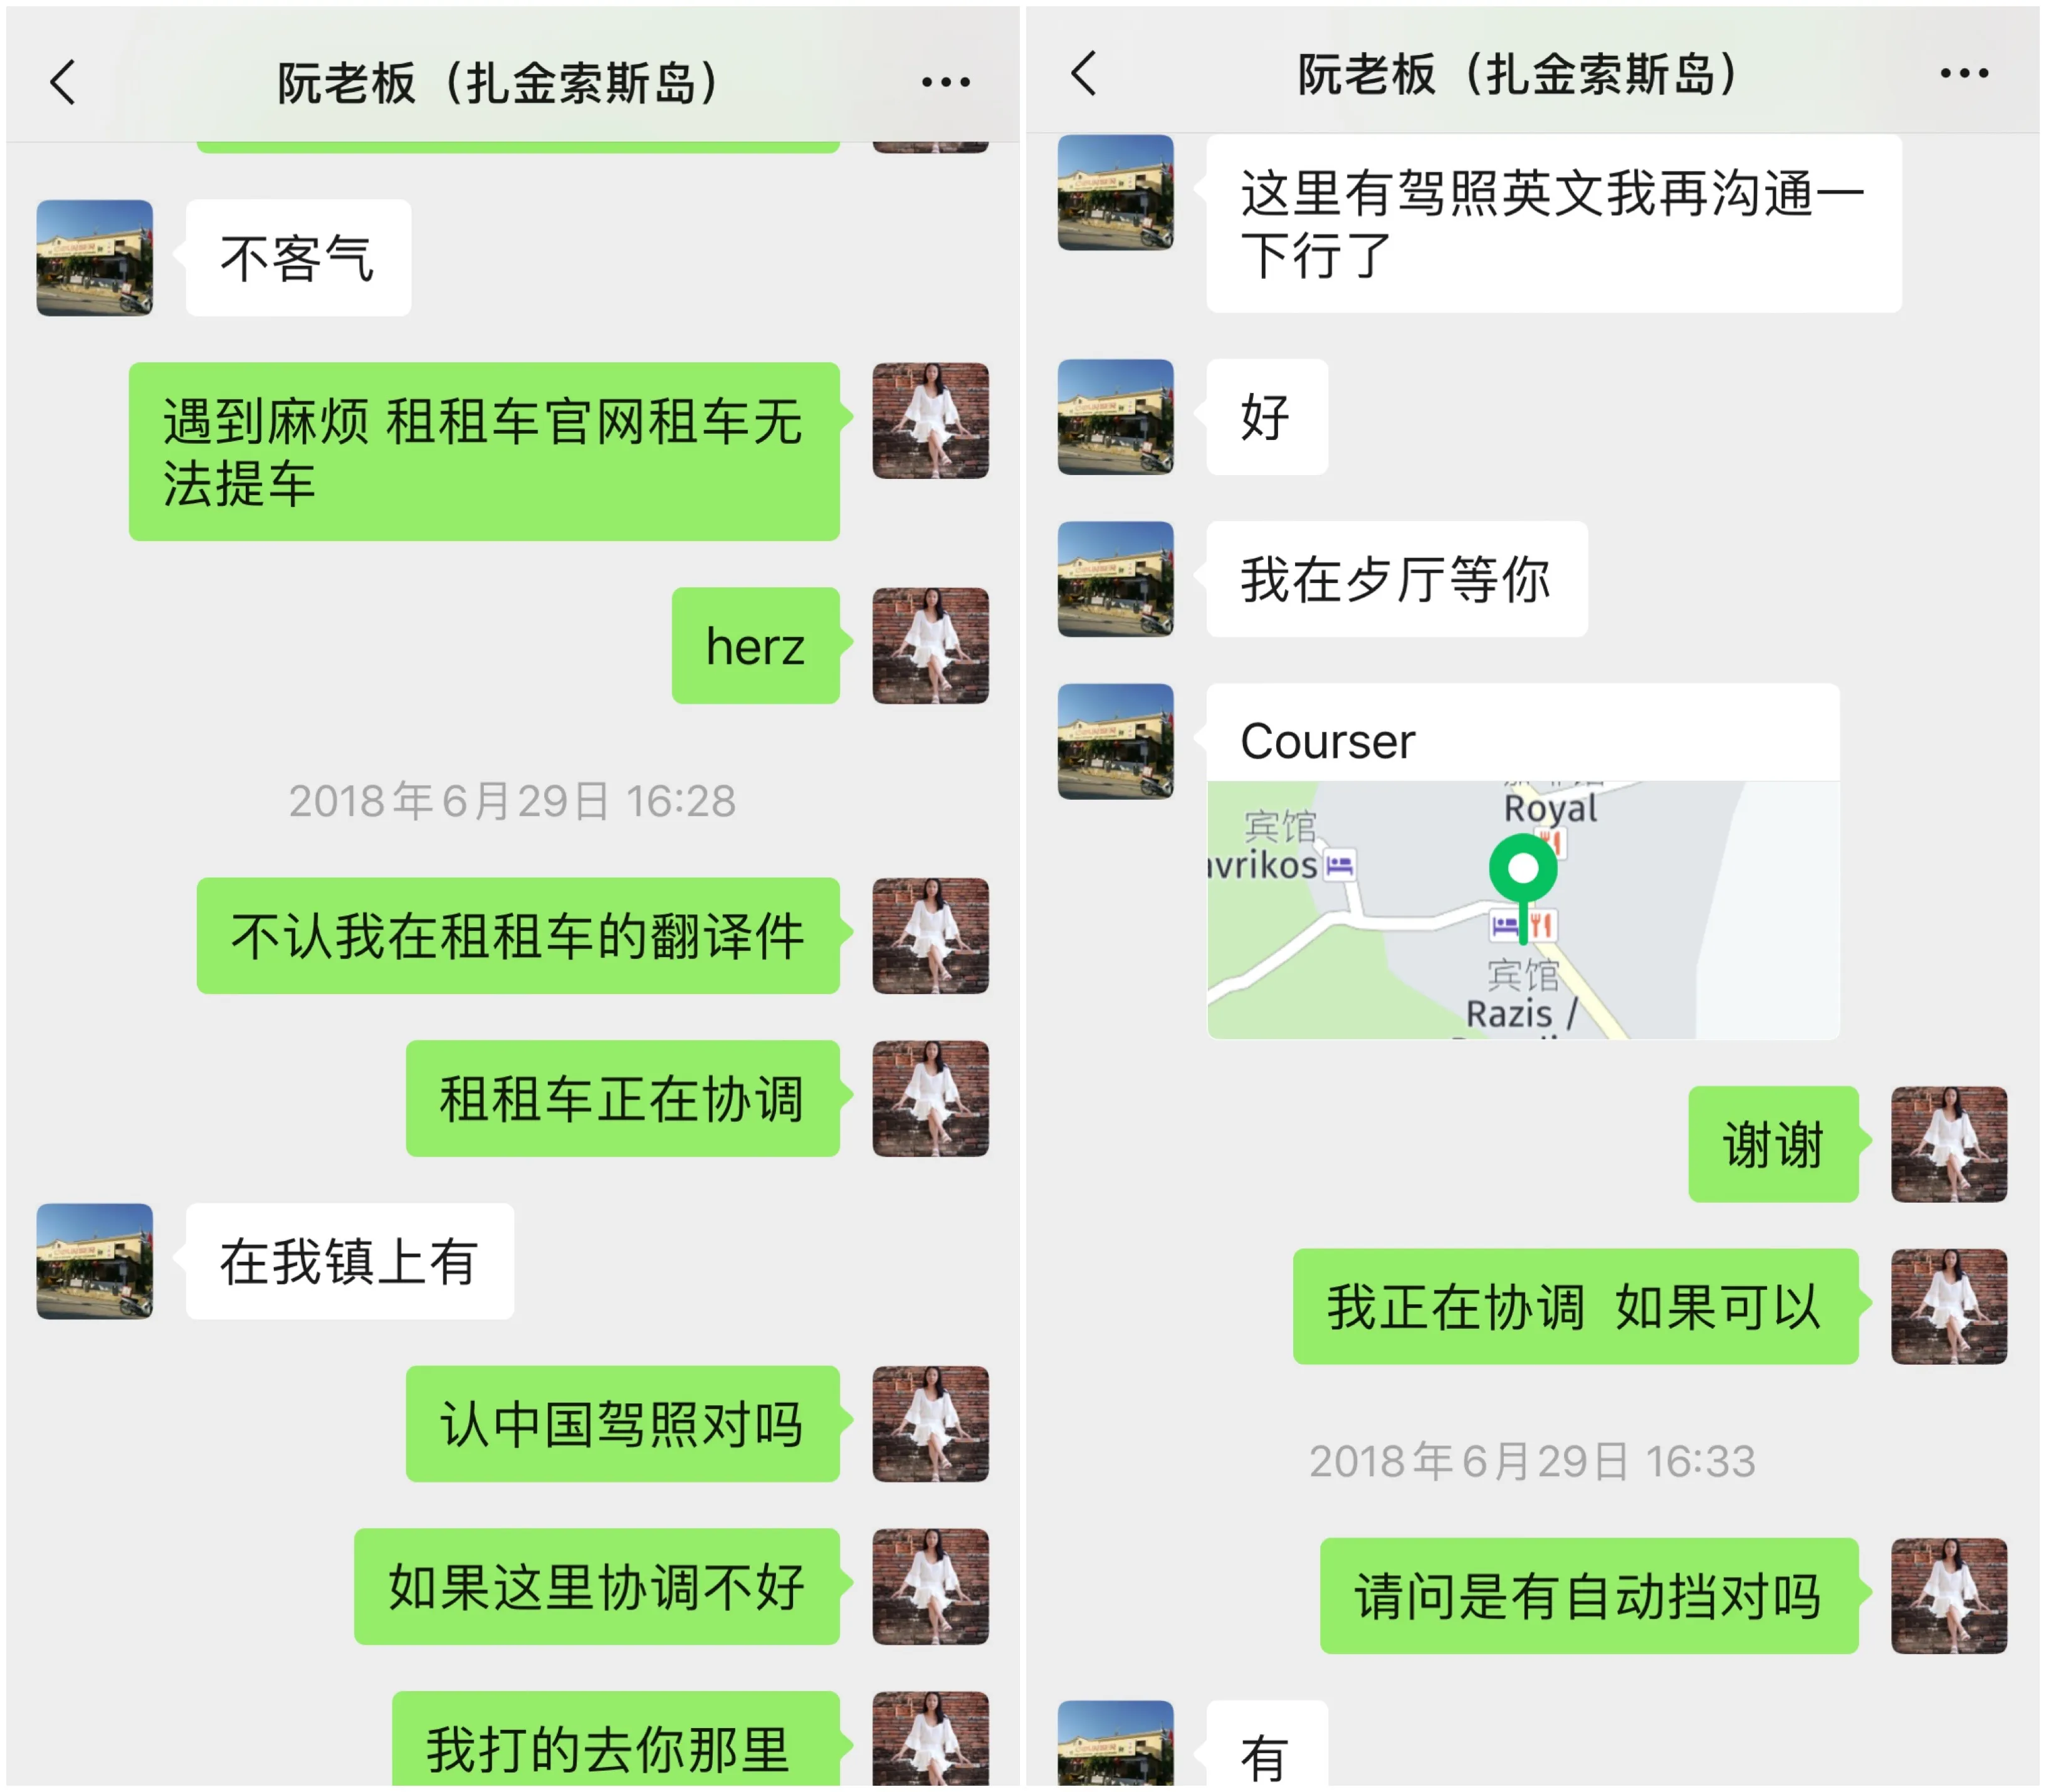 阮老板（扎金索斯岛）
不客气
遇到麻烦 租租车官网租车无
法提车
herz
2018年6月29日 16:28
不认我在租租车的翻译件
租租车正在协调
在我镇上有
认中国驾照对吗
如果这里协调不好
我打的去你那里
阮老板（扎金索斯岛）
这里有驾照英文我再沟通一
下行了
好
我在歺厅等你
Courser
Royal
宾馆
avrikos
宾馆
Razis /
谢谢
我正在协调 如果可以
2018年6月29日 16:33
请问是有自动挡对吗
有